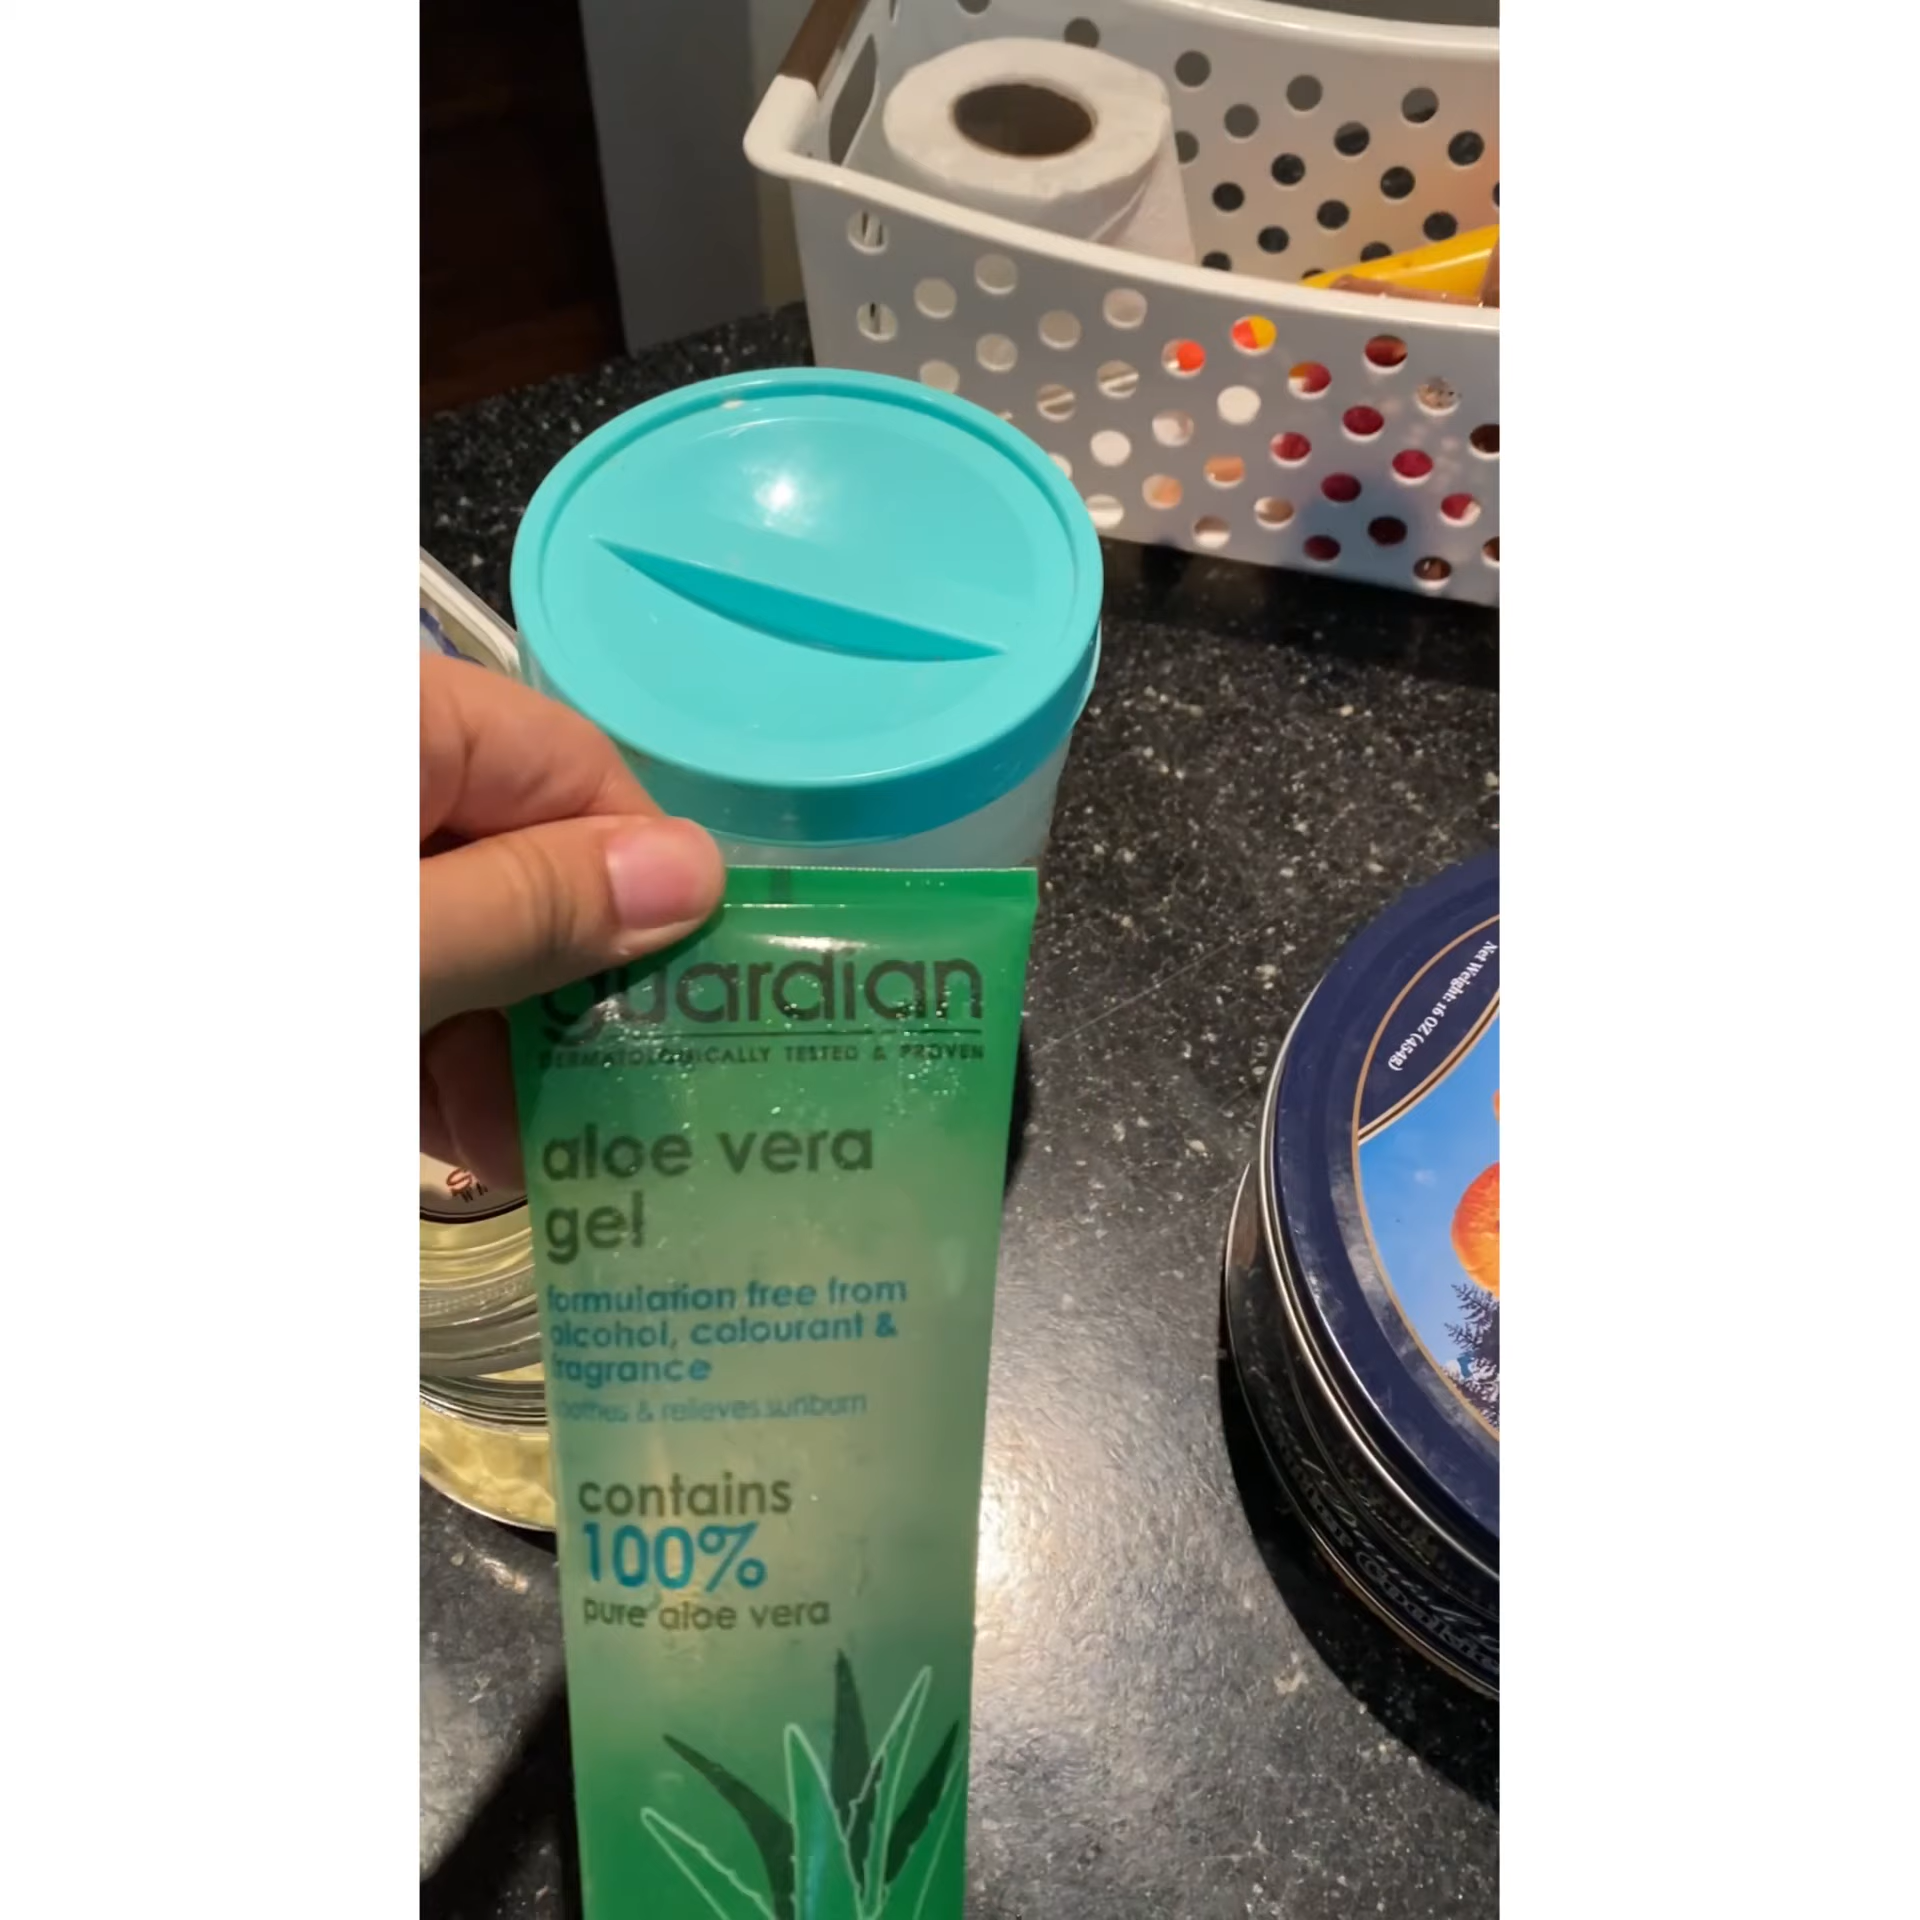 guardian
DERMATOLOGICALLY TESTED & PROVEN
aloe vera
gel
formulation free from
alcohol, colourant &
fragrance
soothes & relieves sunburn
contains
100%
pure aloe vera
Net Weight: 16 OZ (454g)